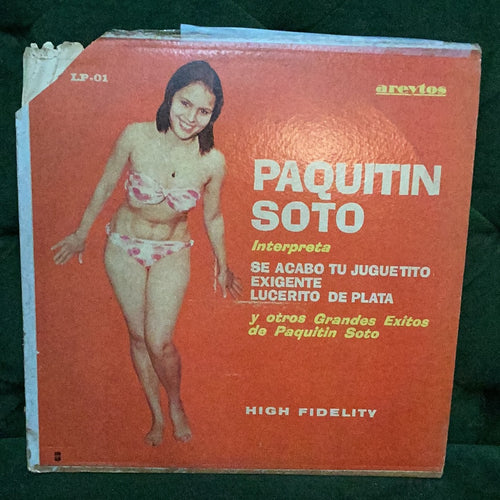 LP-01
areytos
PAQUITIN
SOTO
Interpreta
SE ACABO TU JUGUETITO
EXIGENTE
LUCERITO DE PLATA
y otros Grandes Exitos
de Paquitin Soto
HIGH FIDELITY